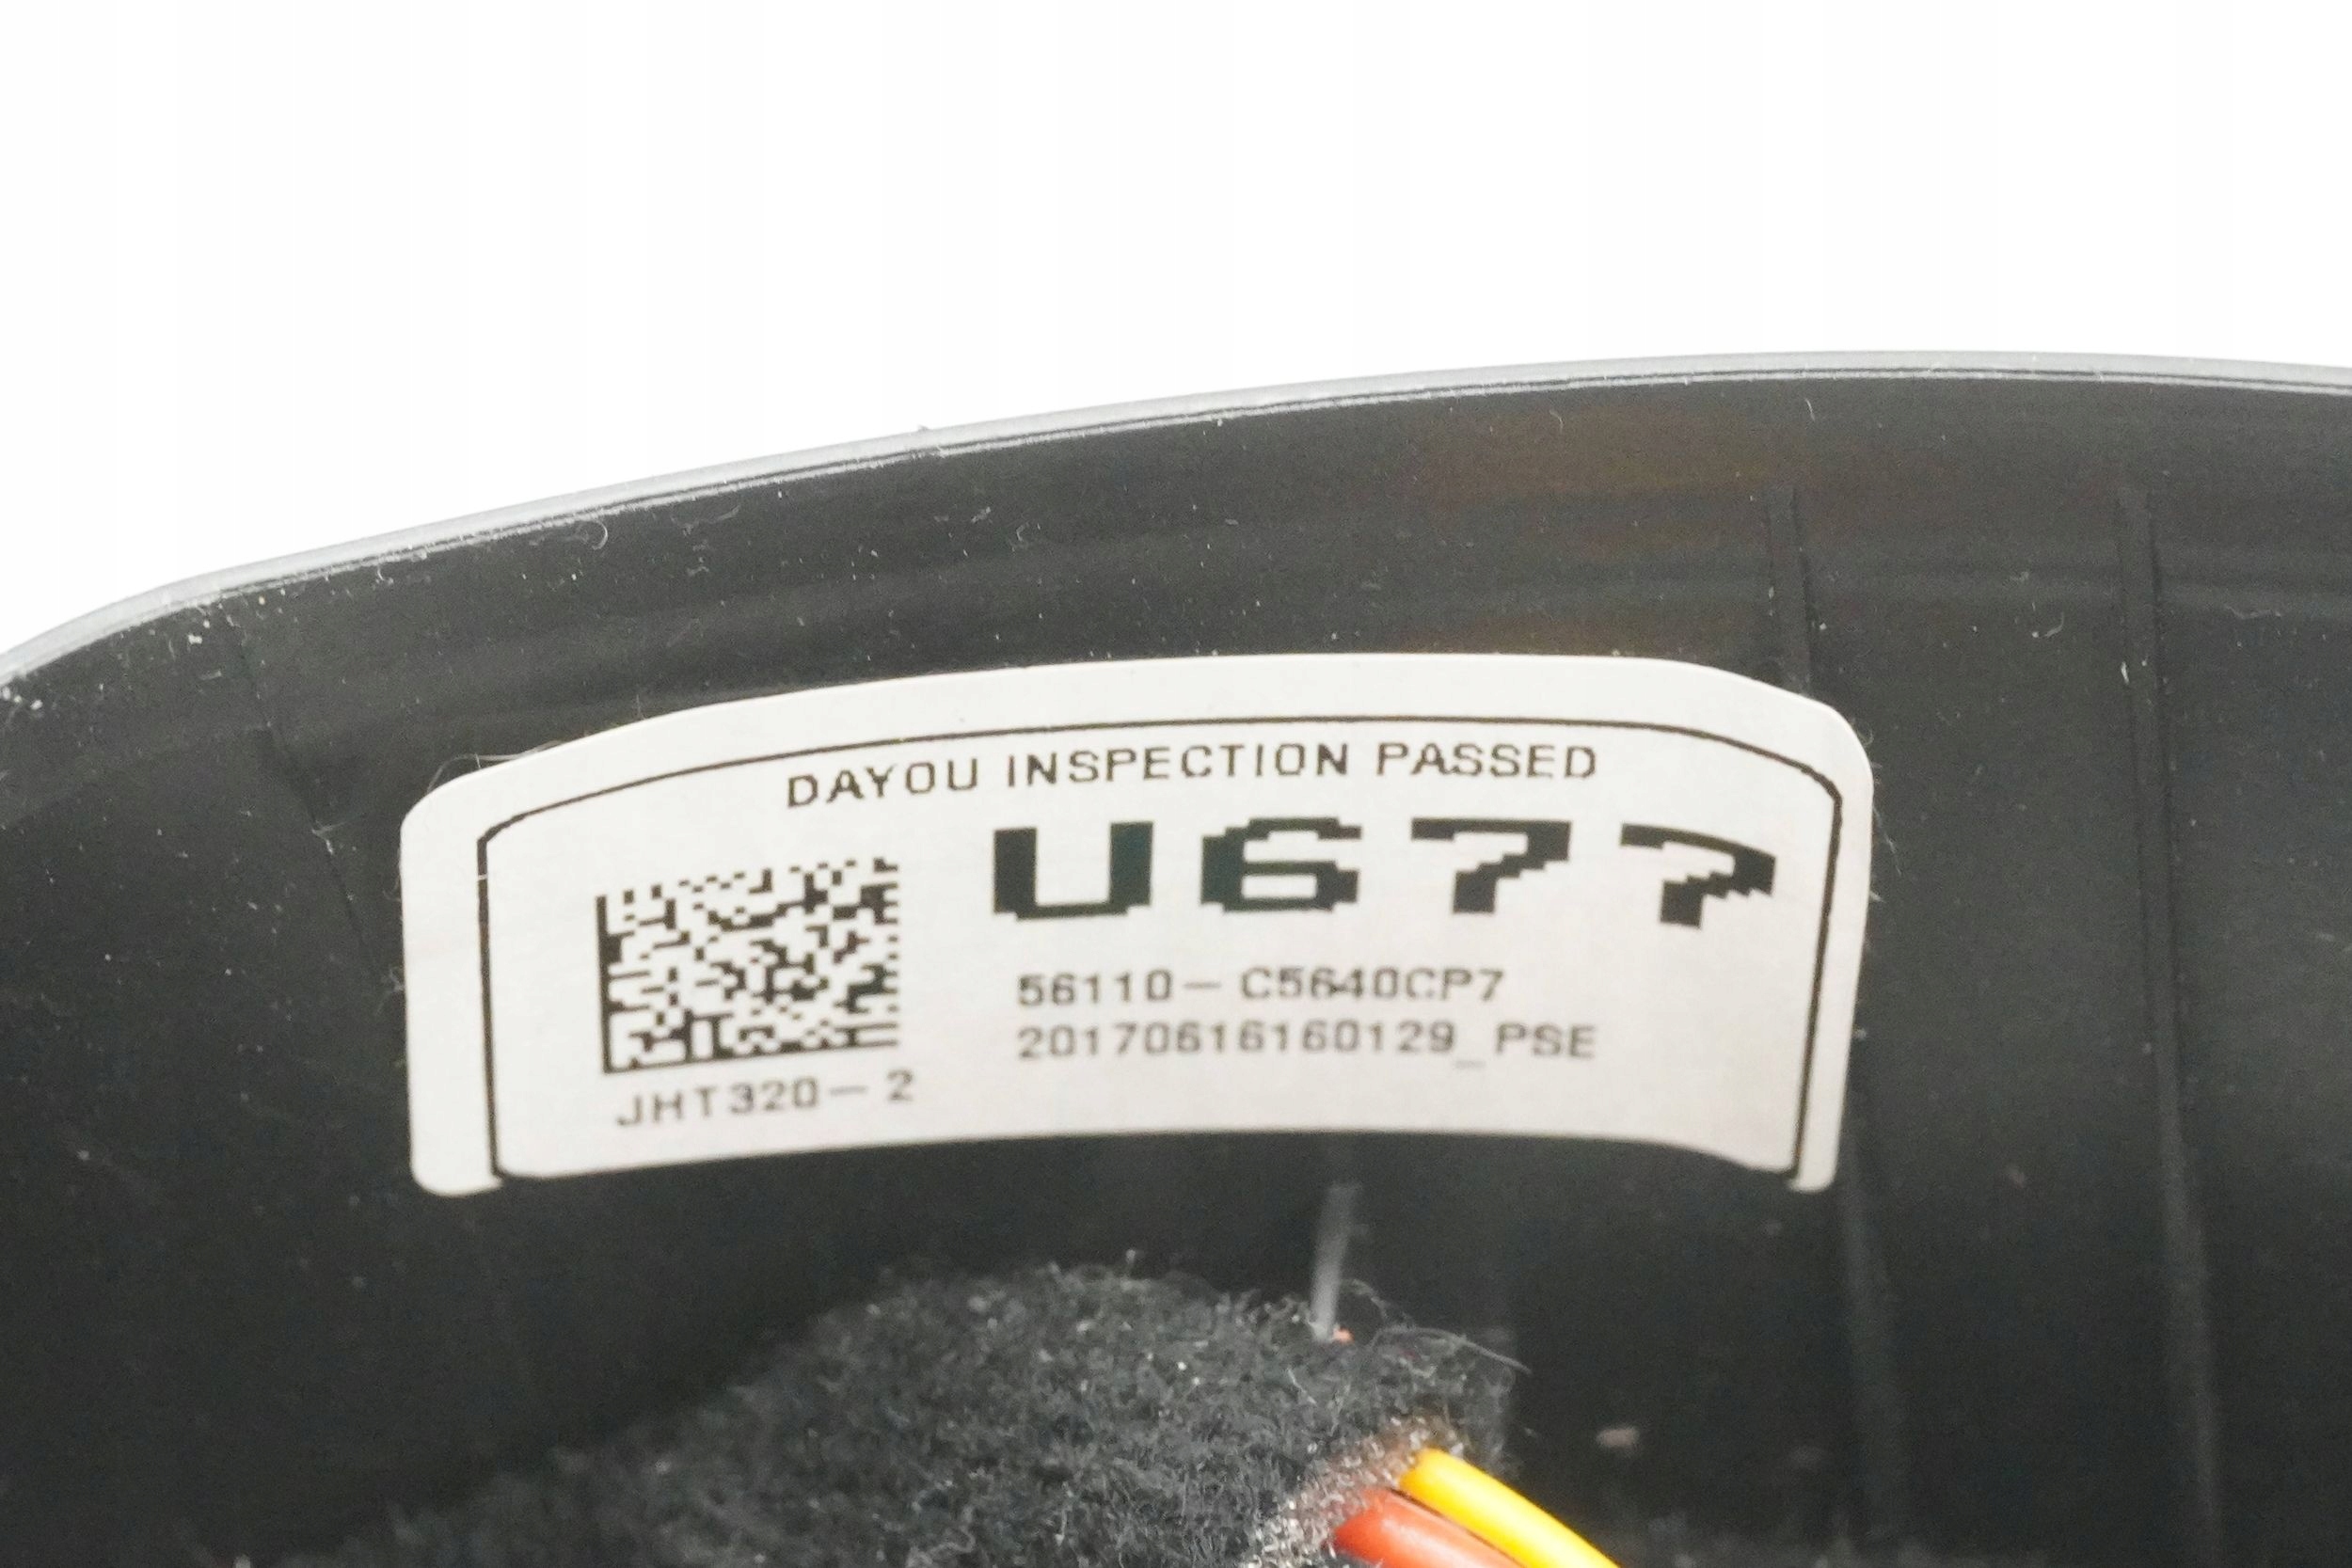 DAYOU INSPECTION PASSED
U677
56110-C5640CP7
20170616160129_PSE
JHT320-2